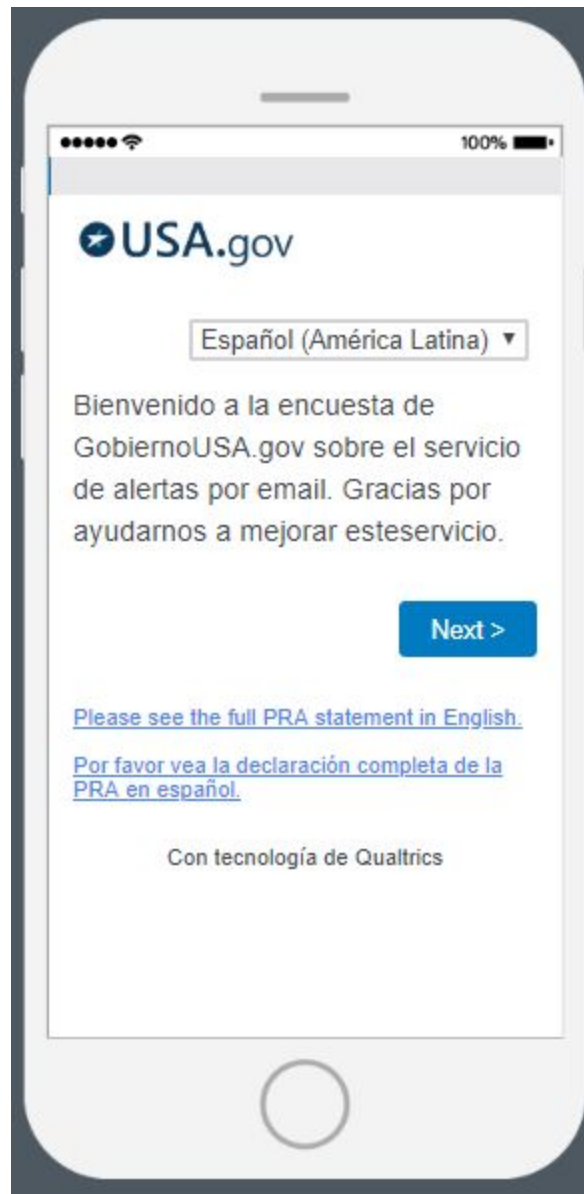 100%
USA.gov
Español (América Latina)
Bienvenido a la encuesta de
GobiernoUSA.gov sobre el servicio
de alertas por email. Gracias por
ayudarnos a mejorar esteservicio.
Next >
Please see the full PRA statement in English.
Por favor vea la declaración completa de la
PRA en español.
Con tecnología de Qualtrics